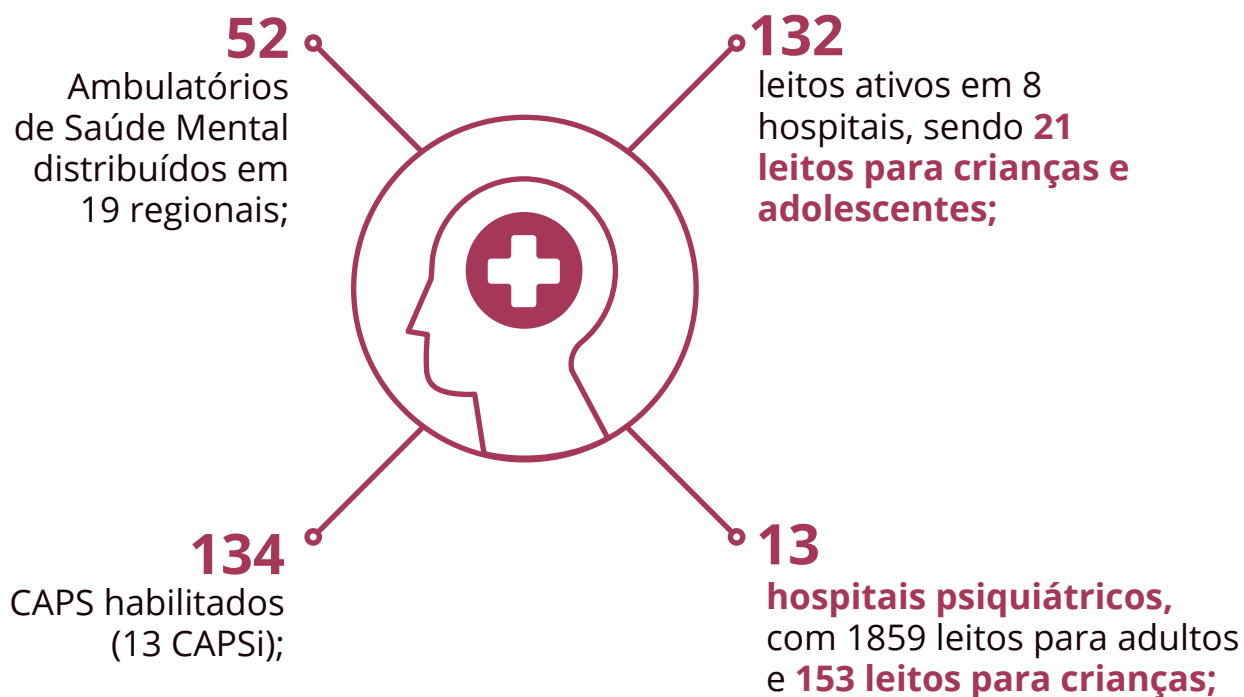 52
Ambulatórios
de Saúde Mental
distribuídos em
19 regionais;
132
leitos ativos em 8
hospitais, sendo 21
leitos para crianças e
adolescentes;
134
CAPS habilitados
(13 CAPSi);
13
hospitais psiquiátricos,
com 1859 leitos para adultos
e 153 leitos para crianças;